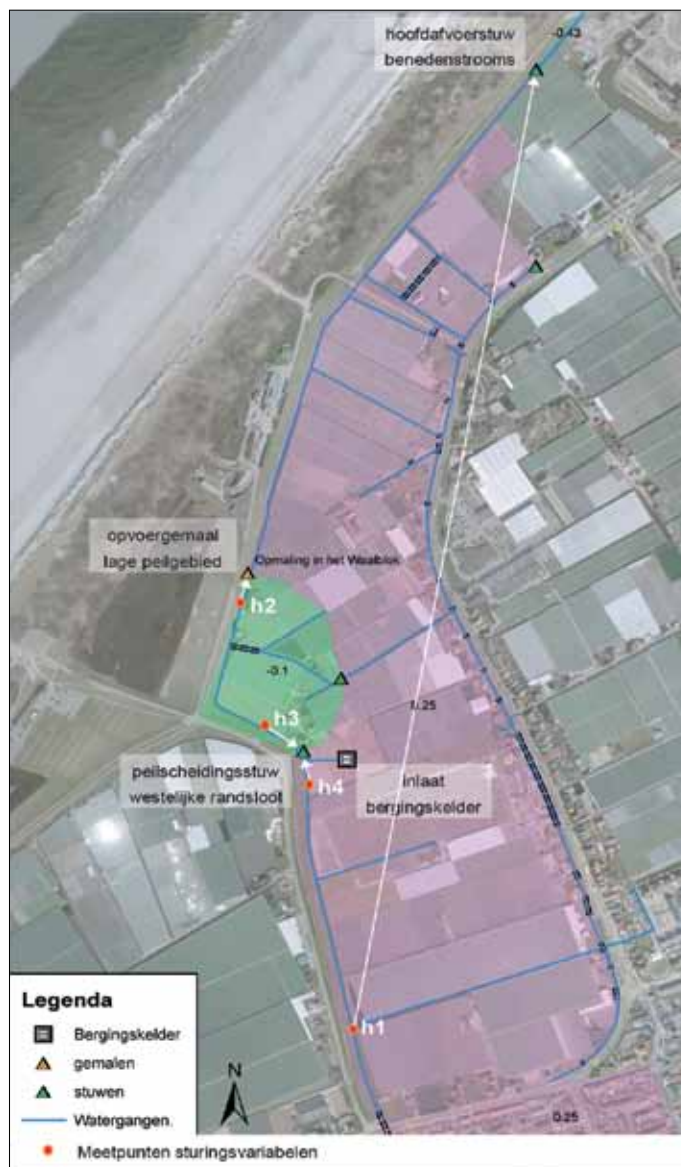 hoofdafvoerstuw
benedenstrooms
-0.43
opvoergemaal
lage peilgebied
Opmaling in het Waalblok
h2
-0.1
h3
0.25
peilscheidingsstuw
westelijke randsloot
h4
inlaat
bergingskelder
h1
0.25
Legenda
Bergingskelder
gemalen
stuwen
Watergangen.
Meetpunten sturingsvariabelen
N